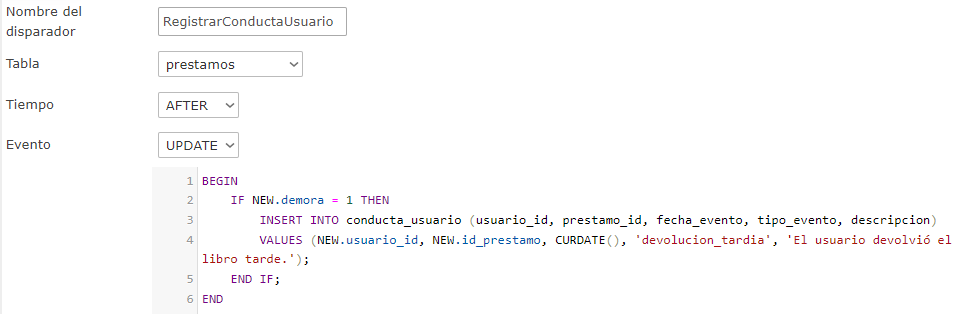 Nombre del
disparador
RegistrarConductaUsuario
Tabla
prestamos
Tiempo
AFTER
Evento
UPDATE
1 BEGIN
2 IF NEW.demora = 1 THEN
3 INSERT INTO conducta_usuario (usuario_id, prestamo_id, fecha_evento, tipo_evento, descripcion)
4 VALUES (NEW.usuario_id, NEW.id_prestamo, CURDATE(), 'devolucion_tardia', 'El usuario devolvió el
libro tarde.');
5 END IF;
6 END